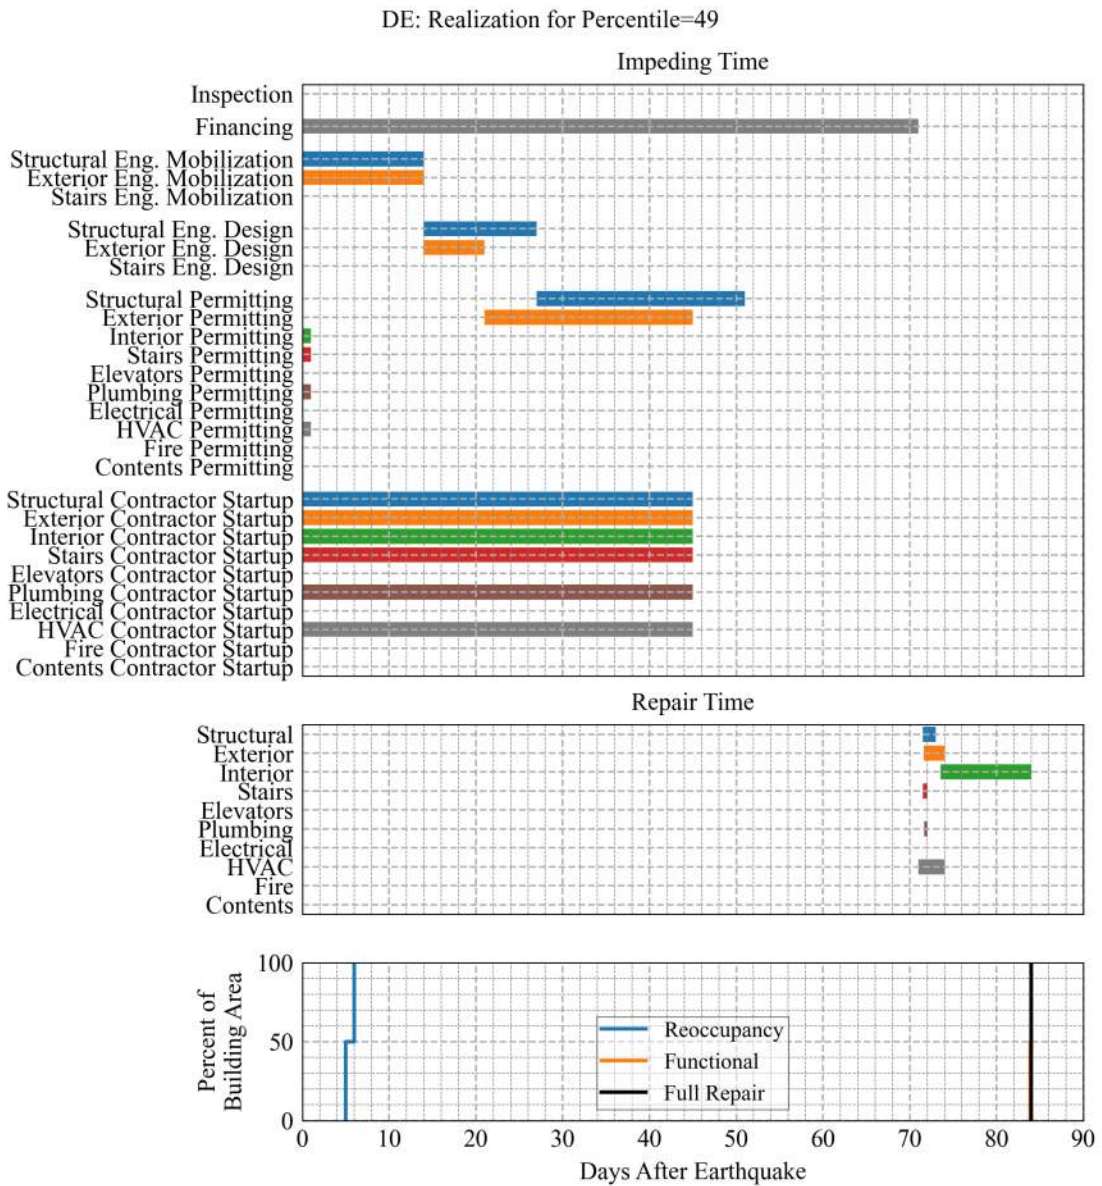 DE: Realization for Percentile=49
Impeding Time
Inspection
Financing
Structural Eng. Mobilization
Exterior Eng. Mobilization
Stairs Eng. Mobilization
Structural Eng. Design
Exterior Eng. Design
Stairs Eng. Design
Structural Permitting
Exterior Permitting
Interior Permitting
Stairs Permitting
Elevators Permitting
Plumbing Permitting
Electrical Permitting
HVAC Permitting
Fire Permitting
Contents Permitting
Structural Contractor Startup
Exterior Contractor Startup
Interior Contractor Startup
Stairs Contractor Startup
Elevators Contractor Startup
Plumbing Contractor Startup
Electrical Contractor Startup
HVAC Contractor Startup
Fire Contractor Startup
Contents Contractor Startup
Repair Time
Structural
Exterior
Interior
Stairs
Elevators
Plumbing
Electrical
HVAC
Fire
Contents
Percent of
Building Area
100
50
0
Reoccupancy
Functional
Full Repair
0 10 20 30 40 50 60 70 80 90
Days After Earthquake